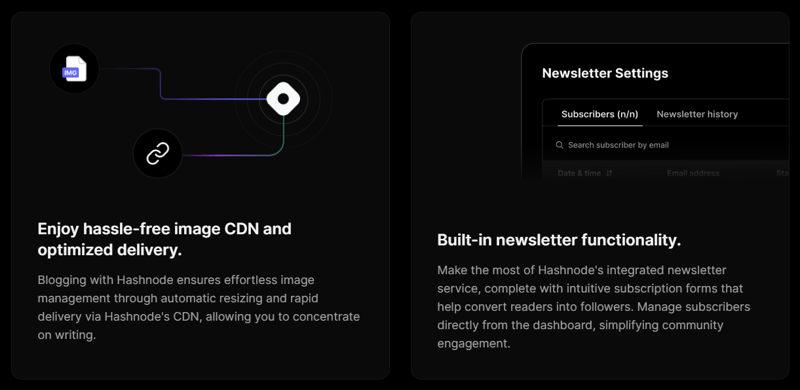 IMG
Enjoy hassle-free image CDN and
optimized delivery.
Blogging with Hashnode ensures effortless image
management through automatic resizing and rapid
delivery via Hashnode's CDN, allowing you to concentrate
on writing.
Newsletter Settings
Subscribers (n/n) Newsletter history
Search subscriber by email
Date & time Email address Sta
Built-in newsletter functionality.
Make the most of Hashnode's integrated newsletter
service, complete with intuitive subscription forms that
help convert readers into followers. Manage subscribers
directly from the dashboard, simplifying community
engagement.